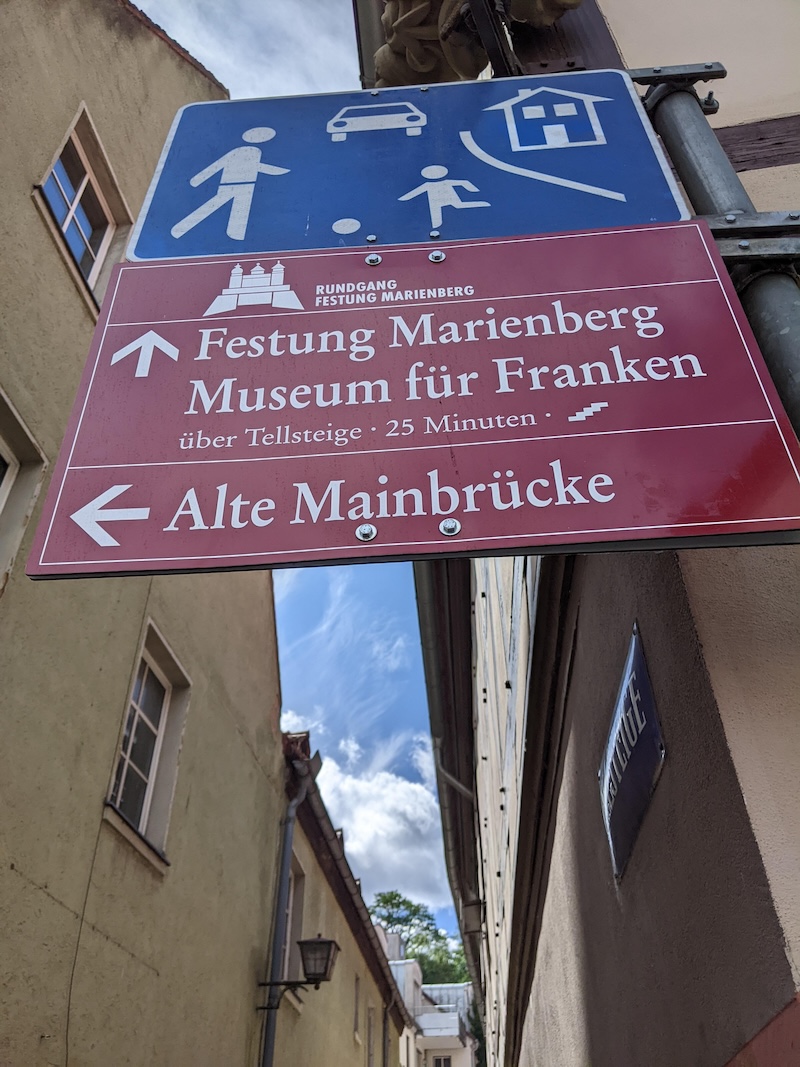 RUNDGANG
FESTUNG MARIENBERG
Festung Marienberg
Museum für Franken
über Tellsteige · 25 Minuten ·
Alte Mainbrücke